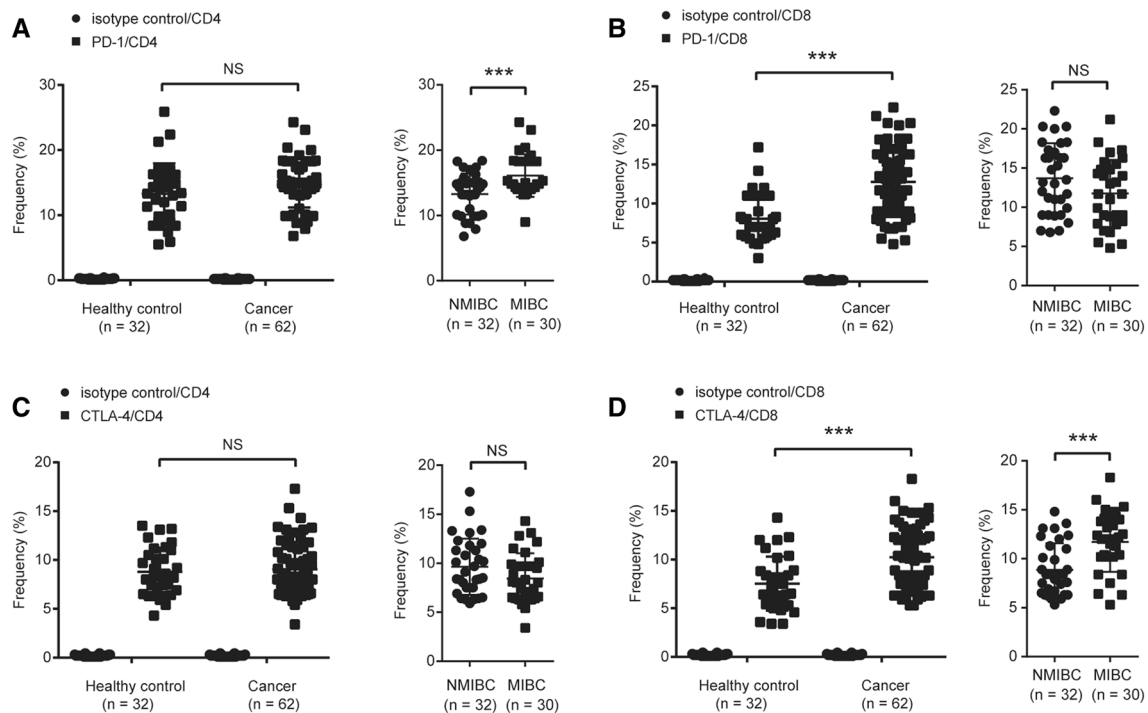 A
isotype control/CD4
PD-1/CD4
NS
***
30
20
10
0
Frequency (%)
Healthy control
(n = 32)
Cancer
(n = 62)
30
20
10
0
Frequency (%)
NMIBC
(n = 32)
MIBC
(n = 30)
B
isotype control/CD8
PD-1/CD8
***
NS
25
20
15
10
5
0
Frequency (%)
Healthy control
(n = 32)
Cancer
(n = 62)
25
20
15
10
5
0
Frequency (%)
NMIBC
(n = 32)
MIBC
(n = 30)
C
isotype control/CD4
CTLA-4/CD4
NS
NS
20
15
10
5
0
Frequency (%)
Healthy control
(n = 32)
Cancer
(n = 62)
20
15
10
5
0
Frequency (%)
NMIBC
(n = 32)
MIBC
(n = 30)
D
isotype control/CD8
CTLA-4/CD8
***
***
20
15
10
5
0
Frequency (%)
Healthy control
(n = 32)
Cancer
(n = 62)
20
15
10
5
0
Frequency (%)
NMIBC
(n = 32)
MIBC
(n = 30)